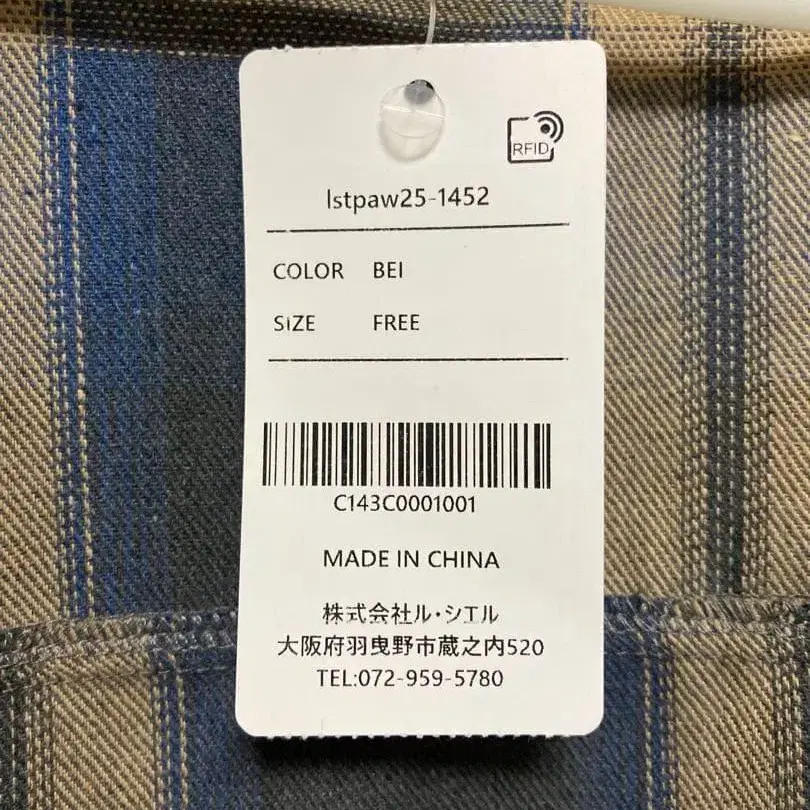 RFID
lstpaw25-1452
COLOR BEI
SIZE FREE
C143C0001001
MADE IN CHINA
株式会社ル・シエル
大阪府羽曳野市蔵之内520
TEL:072-959-5780